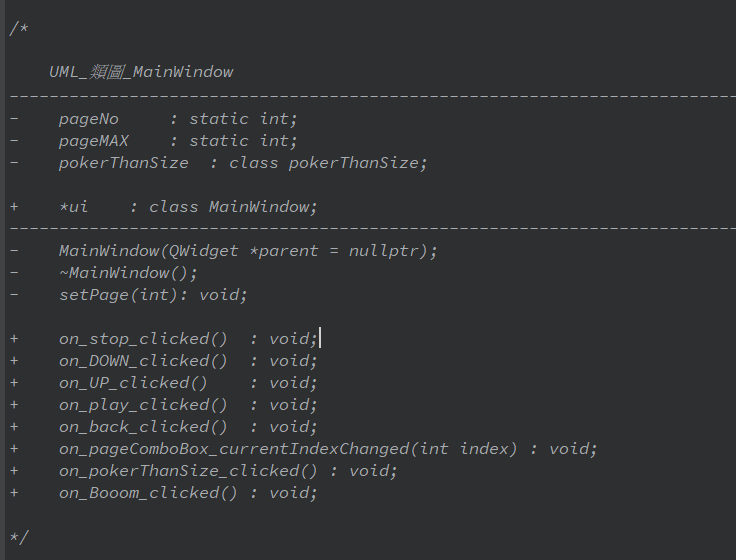 /*
UML_類圖_MainWindow
--------------------------------------------------------------------------
-    pageNo     : static int;
-    pageMAX    : static int;
-    pokerThanSize  : class pokerThanSize;
+    *ui    : class MainWindow;
--------------------------------------------------------------------------
-    MainWindow(QWidget *parent = nullptr);
-    ~MainWindow();
-    setPage(int): void;
+    on_stop_clicked()  : void;
+    on_DOWN_clicked()  : void;
+    on_UP_clicked()    : void;
+    on_play_clicked()  : void;
+    on_back_clicked()  : void;
+    on_pageComboBox_currentIndexChanged(int index) : void;
+    on_pokerThanSize_clicked() : void;
+    on_Booom_clicked() : void;
*/